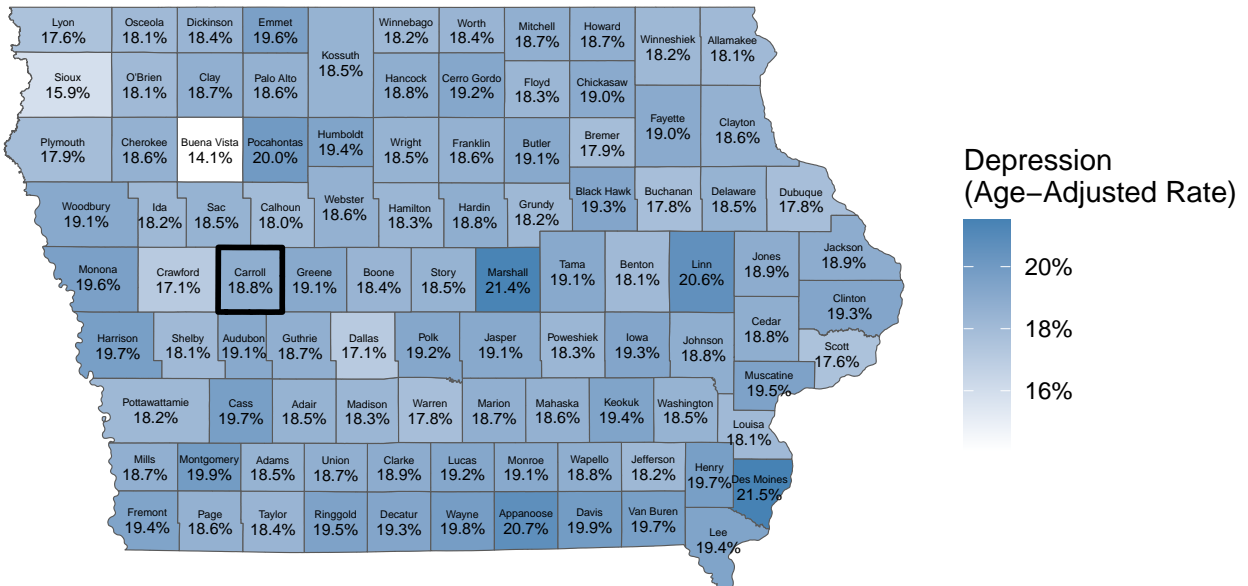 Lyon
17.6%
Osceola
18.1%
Dickinson
18.4%
Emmet
19.6%
Kossuth
18.5%
Winnebago
18.2%
Worth
18.4%
Mitchell
18.7%
Howard
18.7%
Winneshiek
18.2%
Allamakee
18.1%
Sioux
15.9%
O'Brien
18.1%
Clay
18.7%
Palo Alto
18.6%
Hancock
18.8%
Cerro Gordo
19.2%
Floyd
18.3%
Chickasaw
19.0%
Fayette
19.0%
Clayton
18.6%
Plymouth
17.9%
Cherokee
18.6%
Buena Vista
14.1%
Pocahontas
20.0%
Humboldt
19.4%
Wright
18.5%
Franklin
18.6%
Butler
19.1%
Bremer
17.9%
Woodbury
19.1%
Ida
18.2%
Sac
18.5%
Calhoun
18.0%
Webster
18.6%
Hamilton
18.3%
Hardin
18.8%
Grundy
18.2%
Black Hawk
19.3%
Buchanan
17.8%
Delaware
18.5%
Dubuque
17.8%
Monona
19.6%
Crawford
17.1%
Carroll
18.8%
Greene
19.1%
Boone
18.4%
Story
18.5%
Marshall
21.4%
Tama
19.1%
Benton
18.1%
Linn
20.6%
Jones
18.9%
Jackson
18.9%
Clinton
19.3%
Harrison
19.7%
Shelby
18.1%
Audubon
19.1%
Guthrie
18.7%
Dallas
17.1%
Polk
19.2%
Jasper
19.1%
Poweshiek
18.3%
Iowa
19.3%
Johnson
18.8%
Cedar
18.8%
Scott
17.6%
Muscatine
19.5%
Pottawattamie
18.2%
Cass
19.7%
Adair
18.5%
Madison
18.3%
Warren
17.8%
Marion
18.7%
Mahaska
18.6%
Keokuk
19.4%
Washington
18.5%
Louisa
18.1%
Mills
18.7%
Montgomery
19.9%
Adams
18.5%
Union
18.7%
Clarke
18.9%
Lucas
19.2%
Monroe
19.1%
Wapello
18.8%
Jefferson
18.2%
Henry
19.7%
Des Moines
21.5%
Fremont
19.4%
Page
18.6%
Taylor
18.4%
Ringgold
19.5%
Decatur
19.3%
Wayne
19.8%
Appanoose
20.7%
Davis
19.9%
Van Buren
19.7%
Lee
19.4%
Depression
(Age−Adjusted Rate)
20%
18%
16%